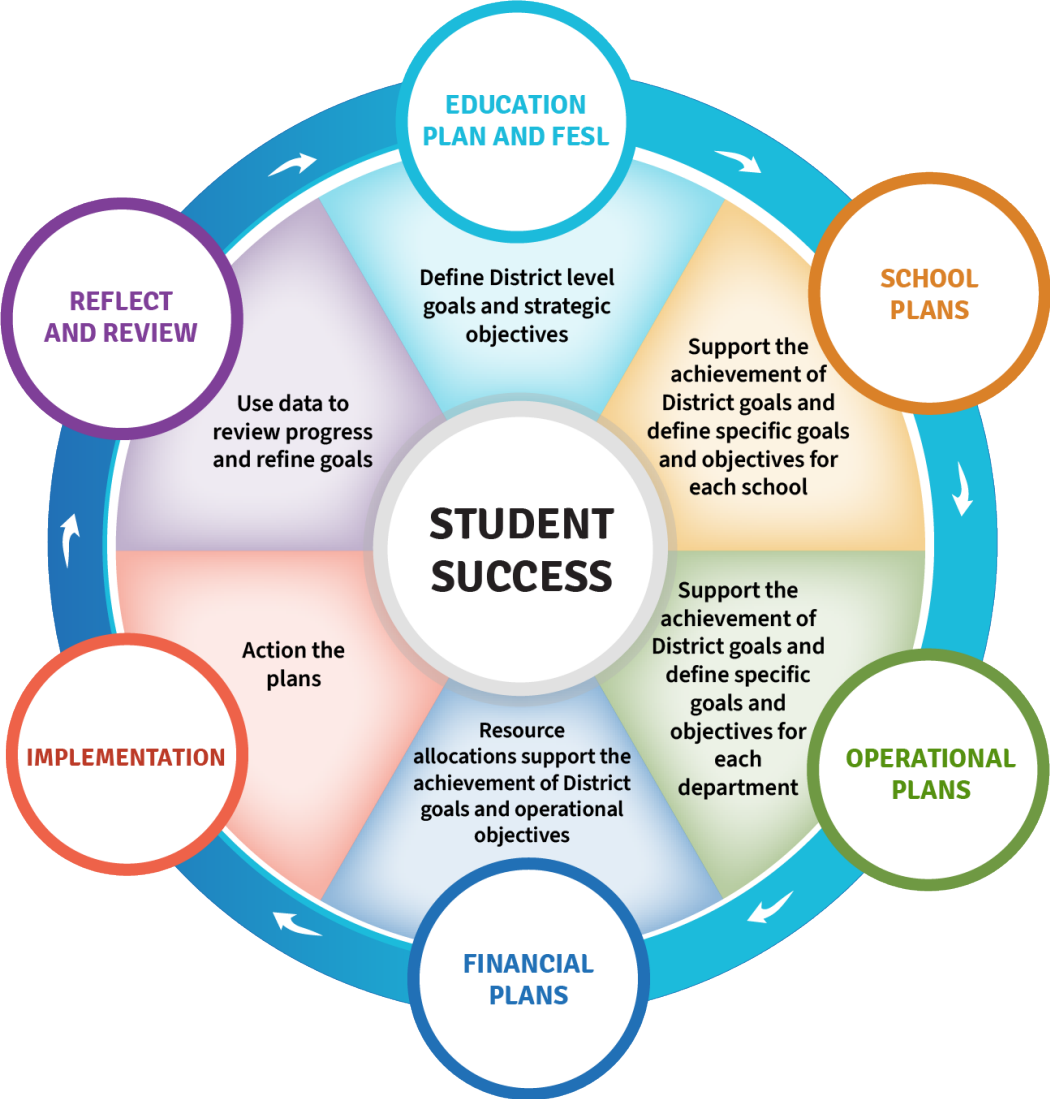 EDUCATION
PLAN AND FESL
Define District level
goals and strategic
objectives
SCHOOL
PLANS
Support the
achievement of
District goals and
define specific goals
and objectives for
each school
OPERATIONAL
PLANS
Support the
achievement of
District goals and
define specific
goals and
objectives for
each
department
FINANCIAL
PLANS
Resource
allocations support the
achievement of District
goals and operational
objectives
IMPLEMENTATION
Action the
plans
REFLECT
AND REVIEW
Use data to
review progress
and refine goals
STUDENT
SUCCESS